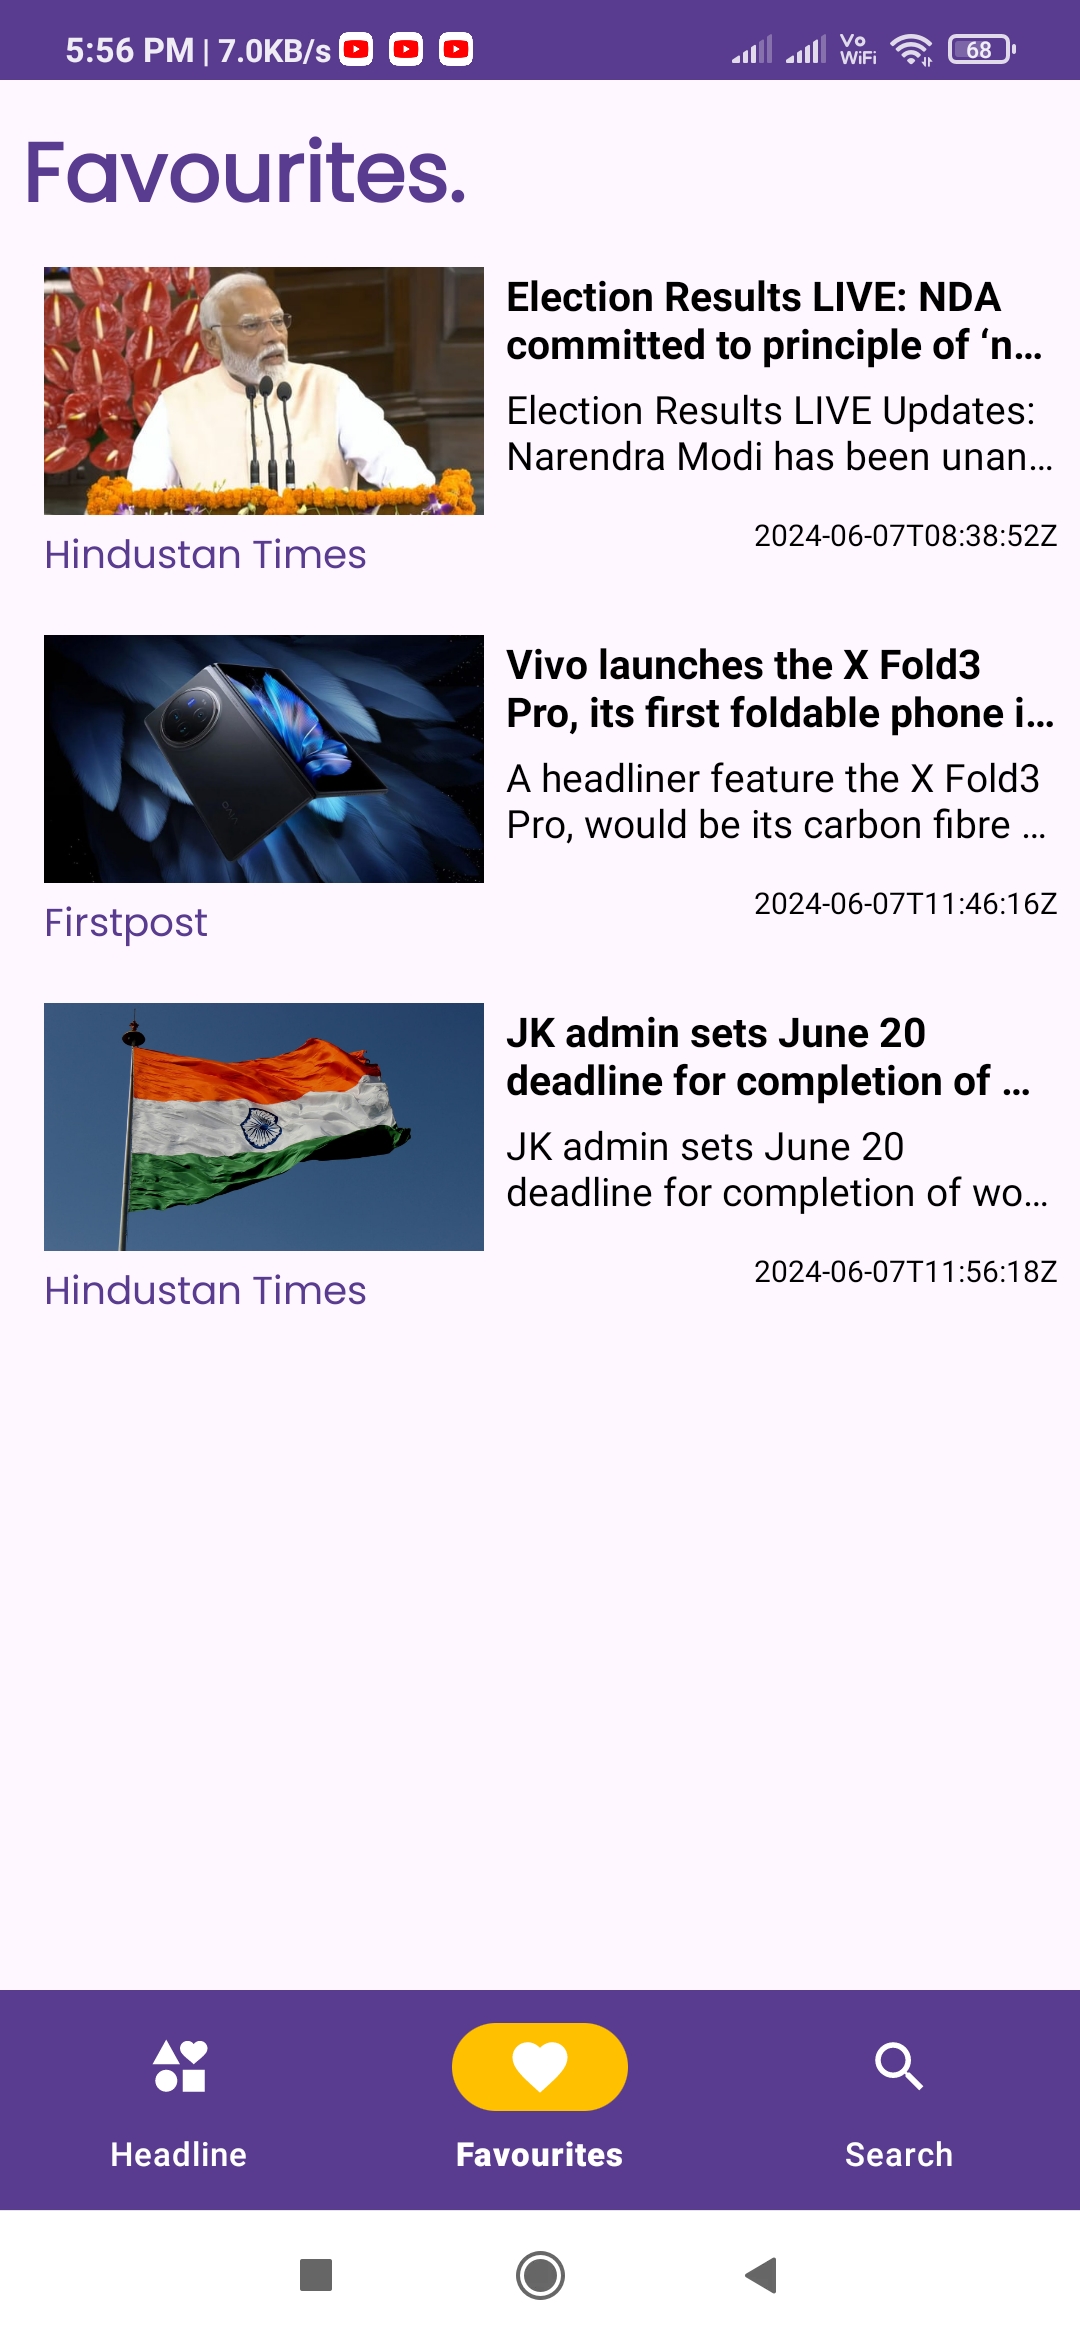 5:56 PM | 7.0KB/s
Vo
WiFi
68
Favourites.
Election Results LIVE: NDA
committed to principle of ‘n…
Election Results LIVE Updates:
Narendra Modi has been unan…
2024-06-07T08:38:52Z
Hindustan Times
Vivo launches the X Fold3
Pro, its first foldable phone i…
A headliner feature the X Fold3
Pro, would be its carbon fibre …
2024-06-07T11:46:16Z
vivo
Firstpost
JK admin sets June 20
deadline for completion of …
JK admin sets June 20
deadline for completion of wo…
2024-06-07T11:56:18Z
Hindustan Times
Headline
Favourites
Search